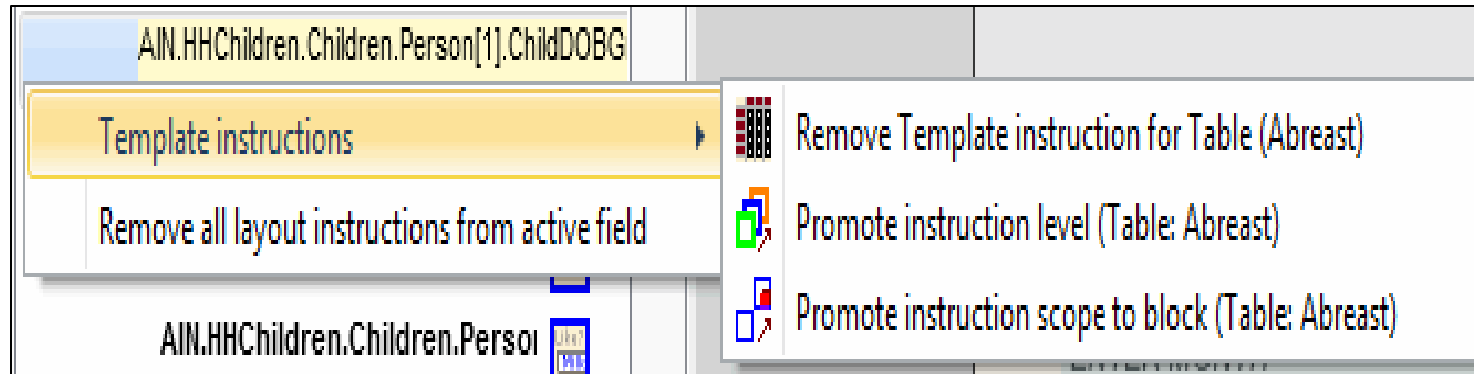 AIN.HHChildren.Children.Person[1].ChildDOBG
Template instructions
Remove all layout instructions from active field
Remove Template instruction for Table (Abreast)
Promote instruction level (Table: Abreast)
Promote instruction scope to block (Table: Abreast)
AIN.HHChildren.Children.Person